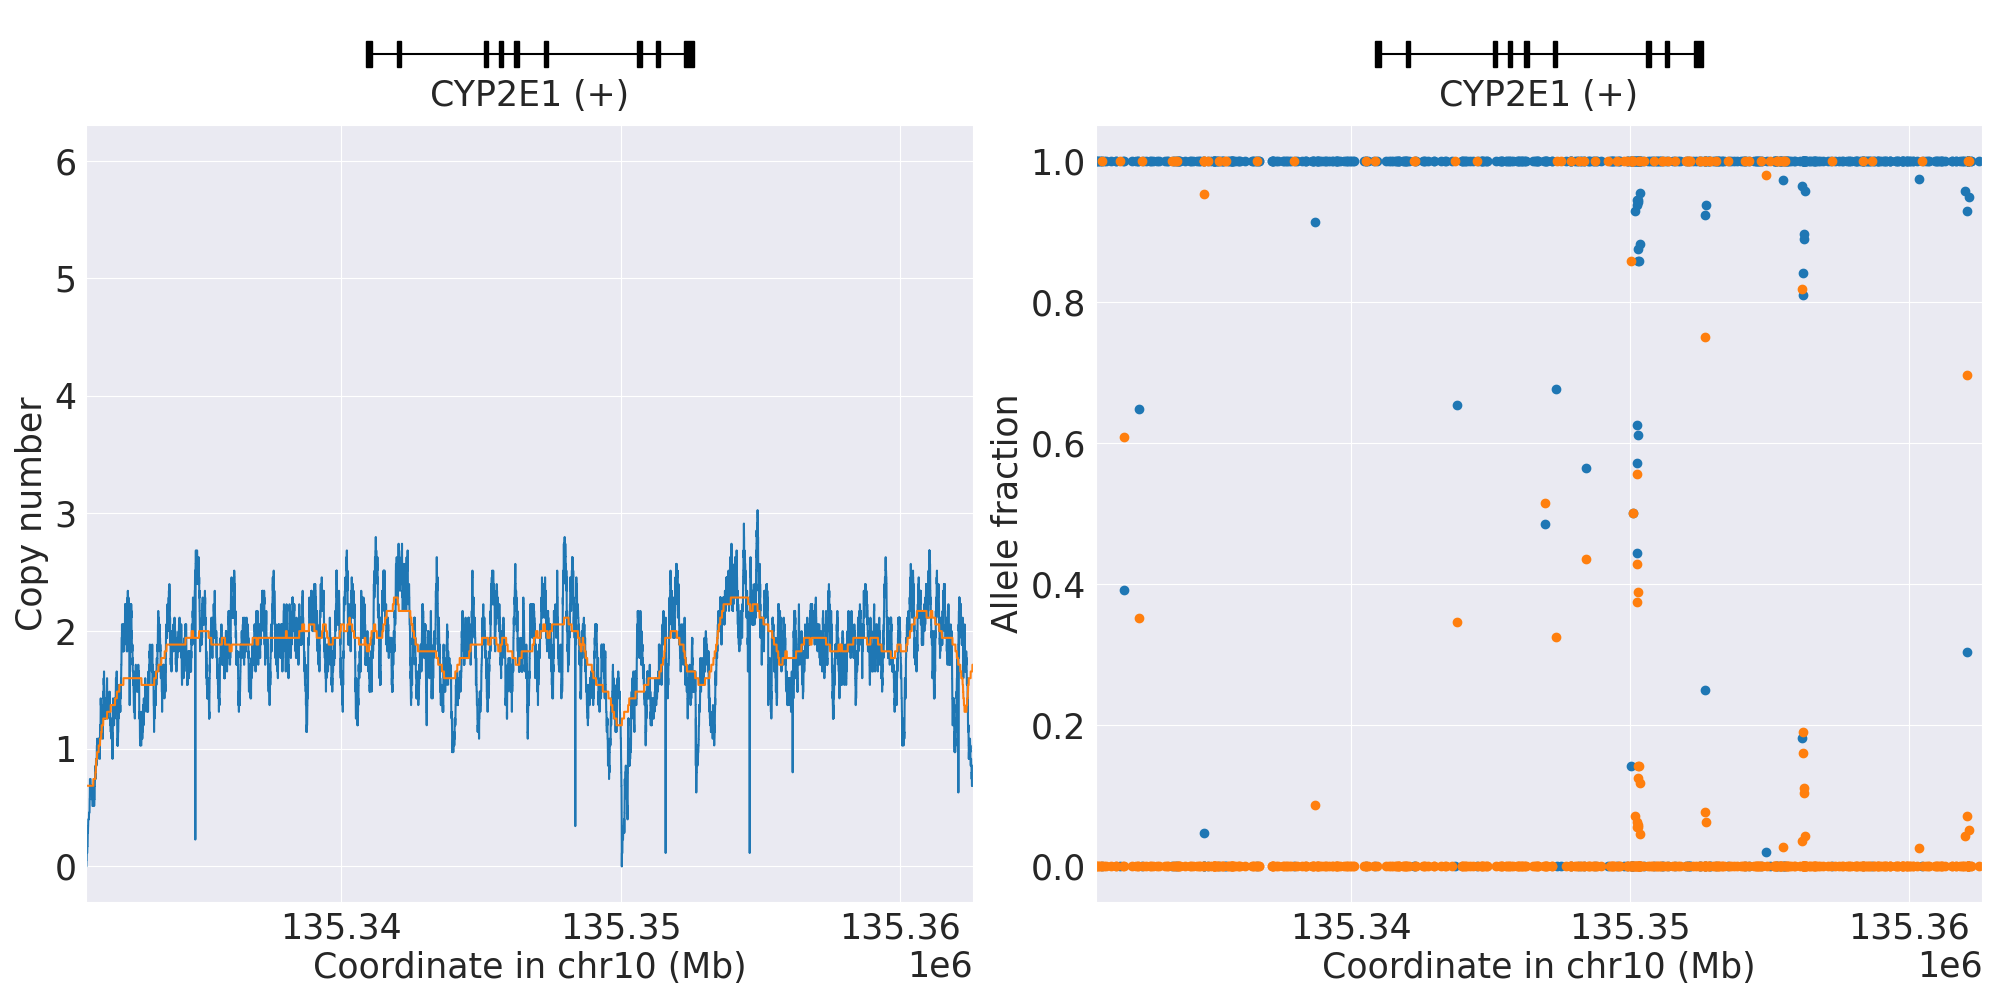 CYP2E1 (+)
6
5
4
3
2
1
0
Copy number
135.34 135.35 135.36
Coordinate in chr10 (Mb)
1e6
CYP2E1 (+)
1.0
0.8
0.6
0.4
0.2
0.0
Allele fraction
135.34 135.35 135.36
Coordinate in chr10 (Mb)
1e6